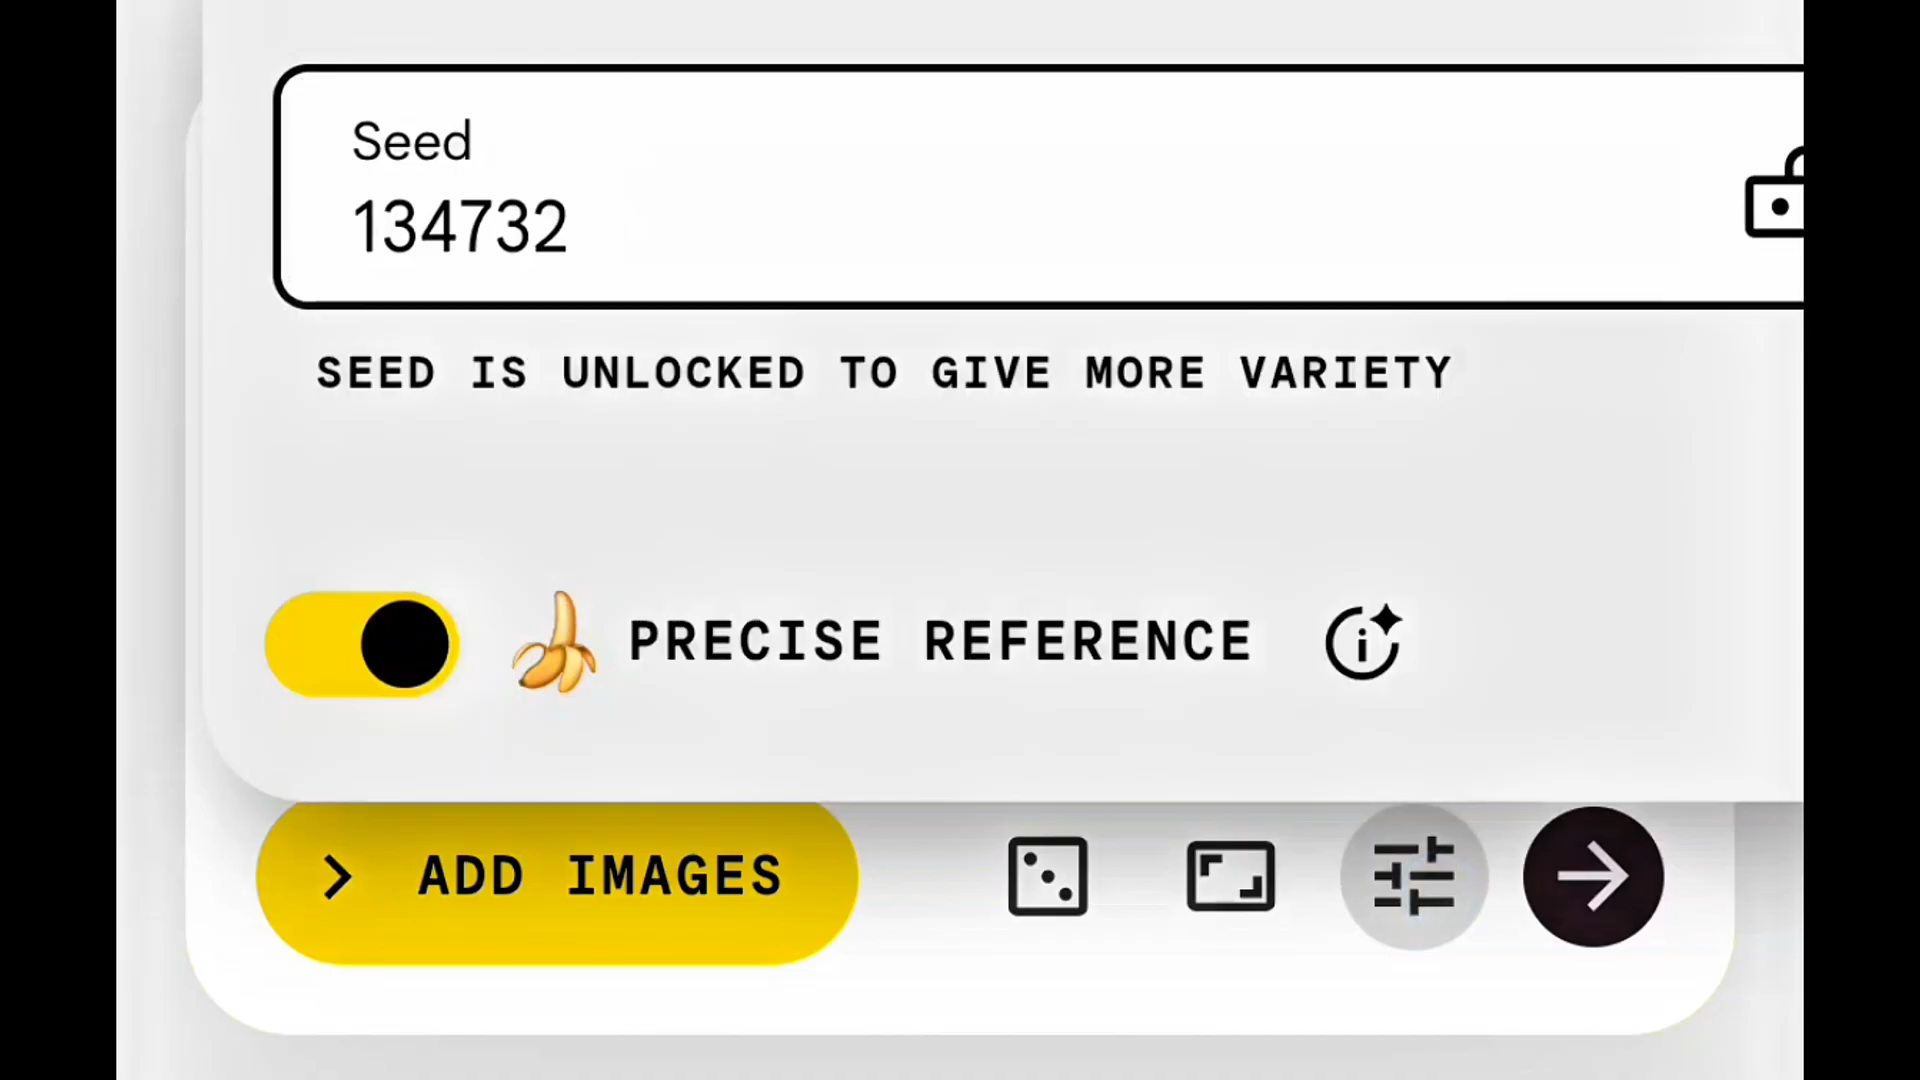 Seed
134732
SEED IS UNLOCKED TO GIVE MORE VARIETY
PRECISE REFERENCE
ADD IMAGES